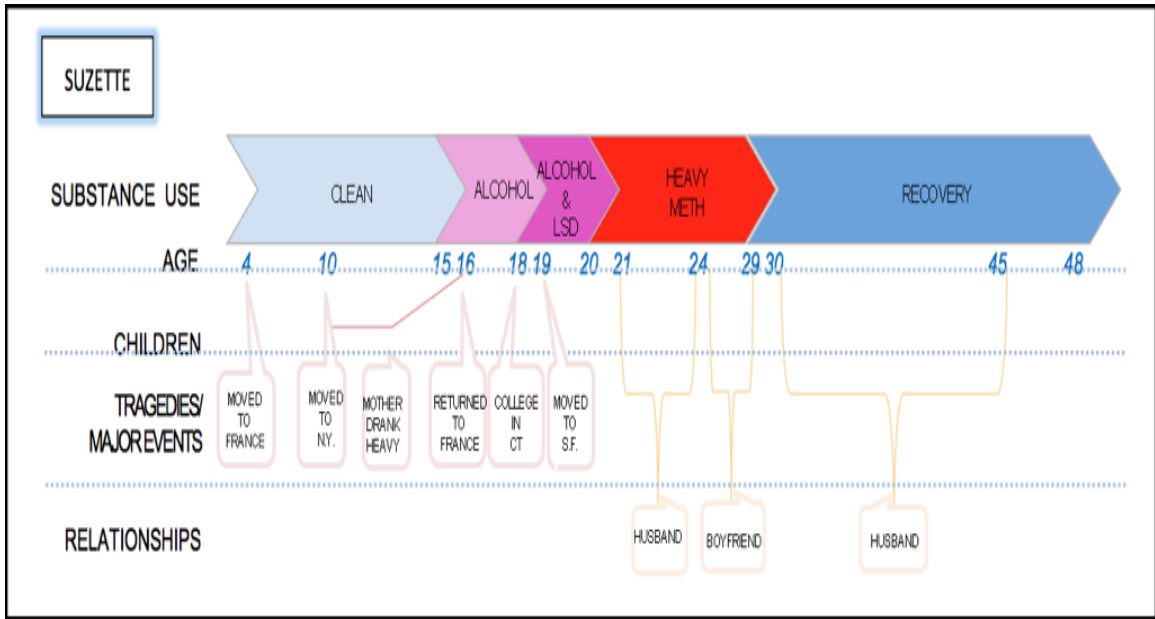 SUZETTE
SUBSTANCE USE
CLEAN
ALCOHOL
ALCOHOL
&
LSD
HEAVY
METH
RECOVERY
AGE
4 10 15 16 18 19 20 21 24 29 30 45 48
CHILDREN
TRAGEDIES/
MAJOR EVENTS
MOVED
TO
FRANCE
MOVED
TO
N.Y.
MOTHER
DRANK
HEAVY
RETURNED
TO
FRANCE
COLLEGE
IN
CT
MOVED
TO
S.F.
RELATIONSHIPS
HUSBAND
BOYFRIEND
HUSBAND